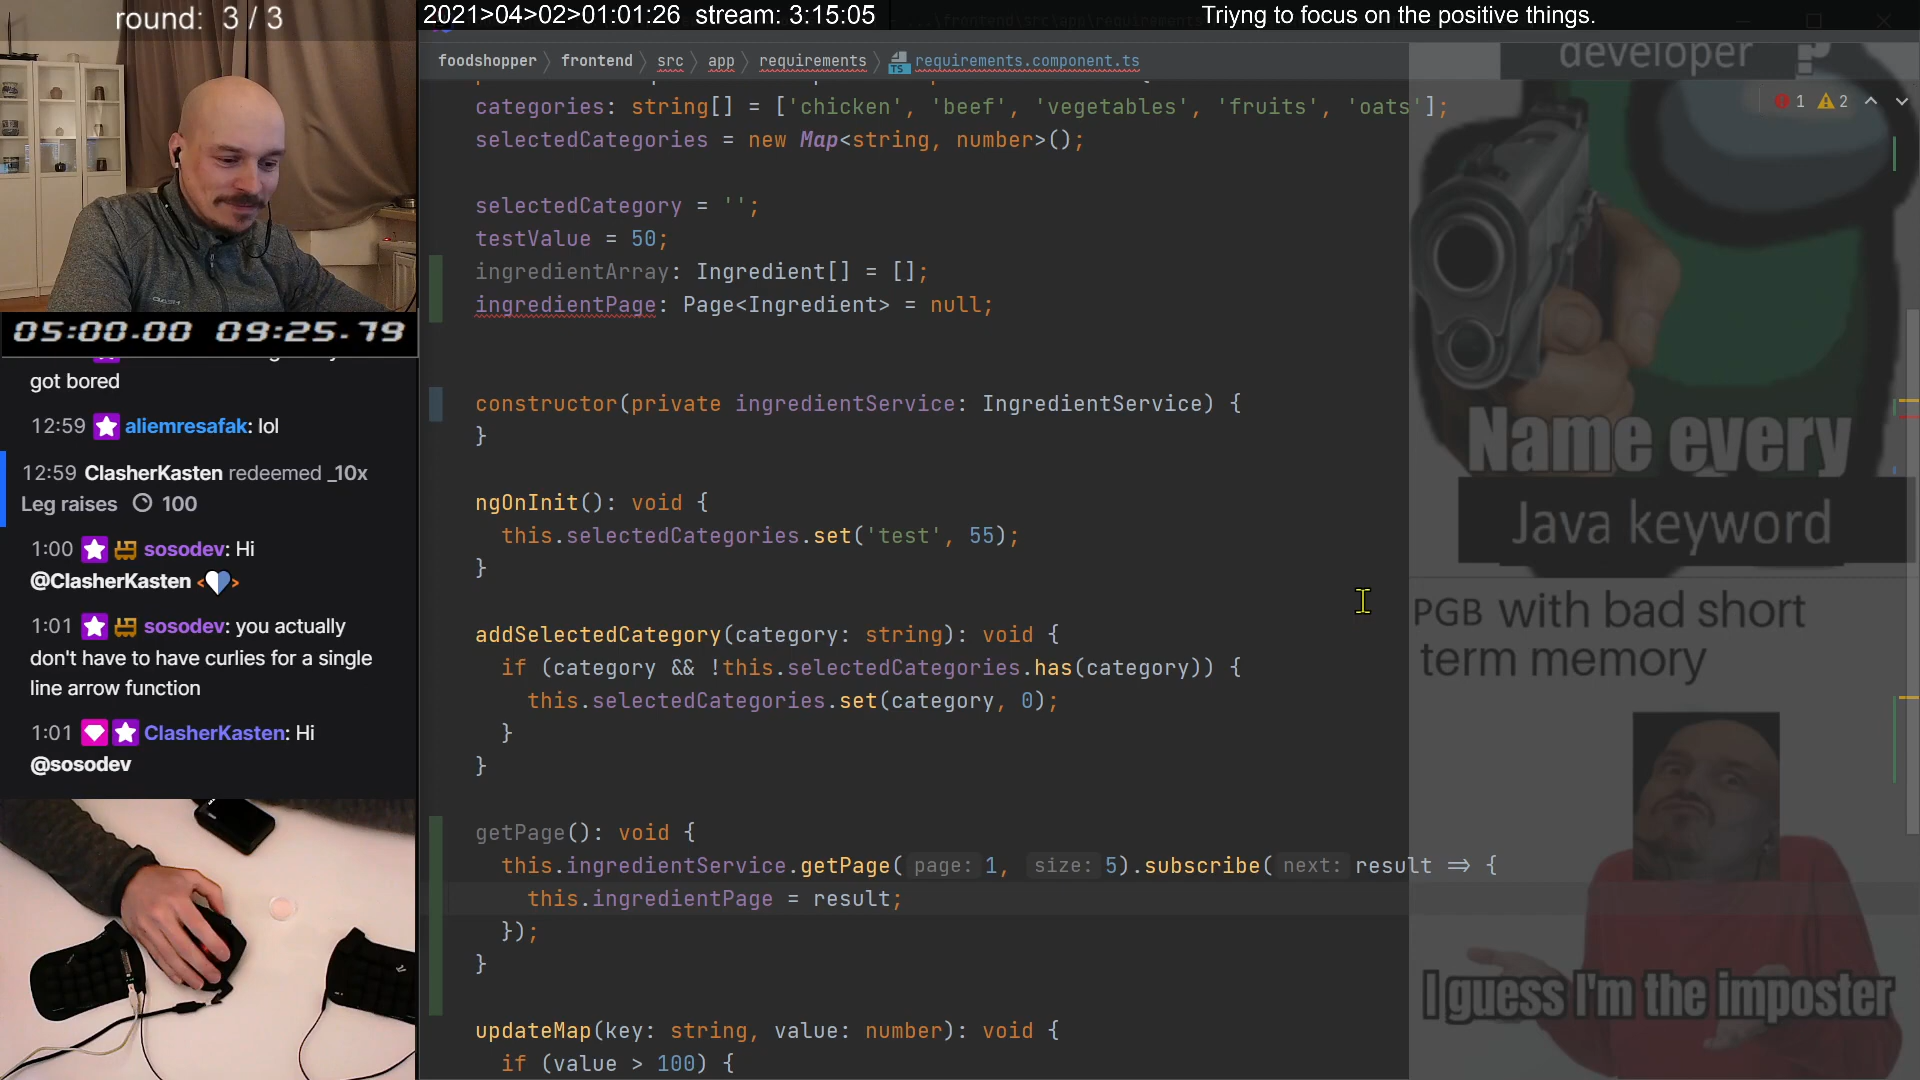 round: 3 / 3
2021>04>02>01:01:26 stream: 3:15:05
Triyng to focus on the positive things.
foodshopper
frontend
src
app
requirements
requirements.component.ts
TS
1
2
categories: string[] = ['chicken', 'beef', 'vegetables', 'fruits', 'oats'];
selectedCategories = new Map<string, number>();
selectedCategory = '';
testValue = 50;
ingredientArray: Ingredient[] = [];
ingredientPage: Page<Ingredient> = null;
constructor(private ingredientService: IngredientService) {
}
ngOnInit(): void {
this.selectedCategories.set('test', 55);
}
addSelectedCategory(category: string): void {
if (category && !this.selectedCategories.has(category)) {
this.selectedCategories.set(category, 0);
}
}
getPage(): void {
this.ingredientService.getPage( page: 1, size: 5).subscribe( next: result => {
this.ingredientPage = result;
});
}
updateMap(key: string, value: number): void {
if (value > 100) {
05:00.00 09:25.79
got bored
12:59 aliemresafak: lol
12:59 ClasherKasten redeemed _10x
Leg raises 100
1:00 sosodev: Hi
@ClasherKasten
1:01 sosodev: you actually
don't have to have curlies for a single
line arrow function
1:01 ClasherKasten: Hi
@sosodev
developer ?
Name every
Java keyword
PGB with bad short
term memory
I guess I'm the imposter